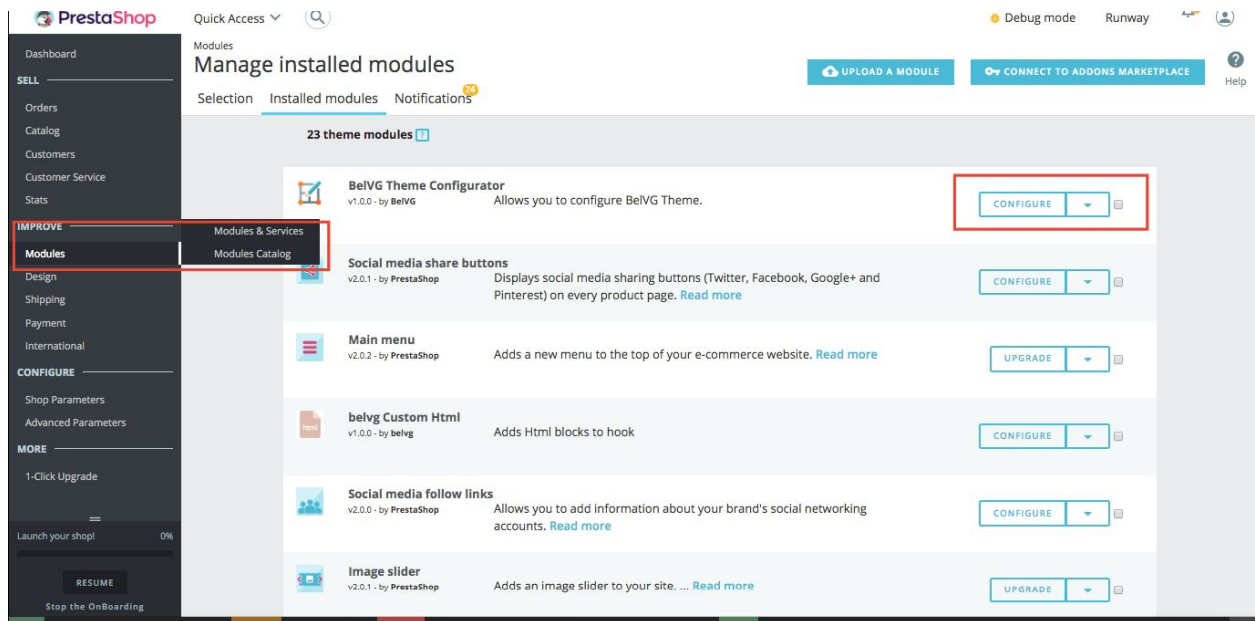 PrestaShop
Quick Access
Debug mode
Runway
Dashboard
SELL
Orders
Catalog
Customers
Customer Service
Stats
IMPROVE
Modules
Modules & Services
Modules Catalog
Design
Shipping
Payment
International
CONFIGURE
Shop Parameters
Advanced Parameters
MORE
1-Click Upgrade
Launch your shop! 0%
RESUME
Stop the OnBoarding
Modules
Manage installed modules
UPLOAD A MODULE
CONNECT TO ADDONS MARKETPLACE
? Help
Selection Installed modules Notifications 24
23 theme modules ?
BelVG Theme Configurator
v1.0.0 - by BelVG Allows you to configure BelVG Theme.
CONFIGURE
Social media share buttons
v2.0.1 - by PrestaShop Displays social media sharing buttons (Twitter, Facebook, Google+ and
Pinterest) on every product page. Read more
CONFIGURE
Main menu
v2.0.2 - by PrestaShop Adds a new menu to the top of your e-commerce website. Read more
UPGRADE
belvg Custom Html
html
v1.0.0 - by belvg Adds Html blocks to hook
CONFIGURE
Social media follow links
v2.0.0 - by PrestaShop Allows you to add information about your brand's social networking
accounts. Read more
CONFIGURE
Image slider
v2.0.1 - by PrestaShop Adds an image slider to your site. ... Read more
UPGRADE